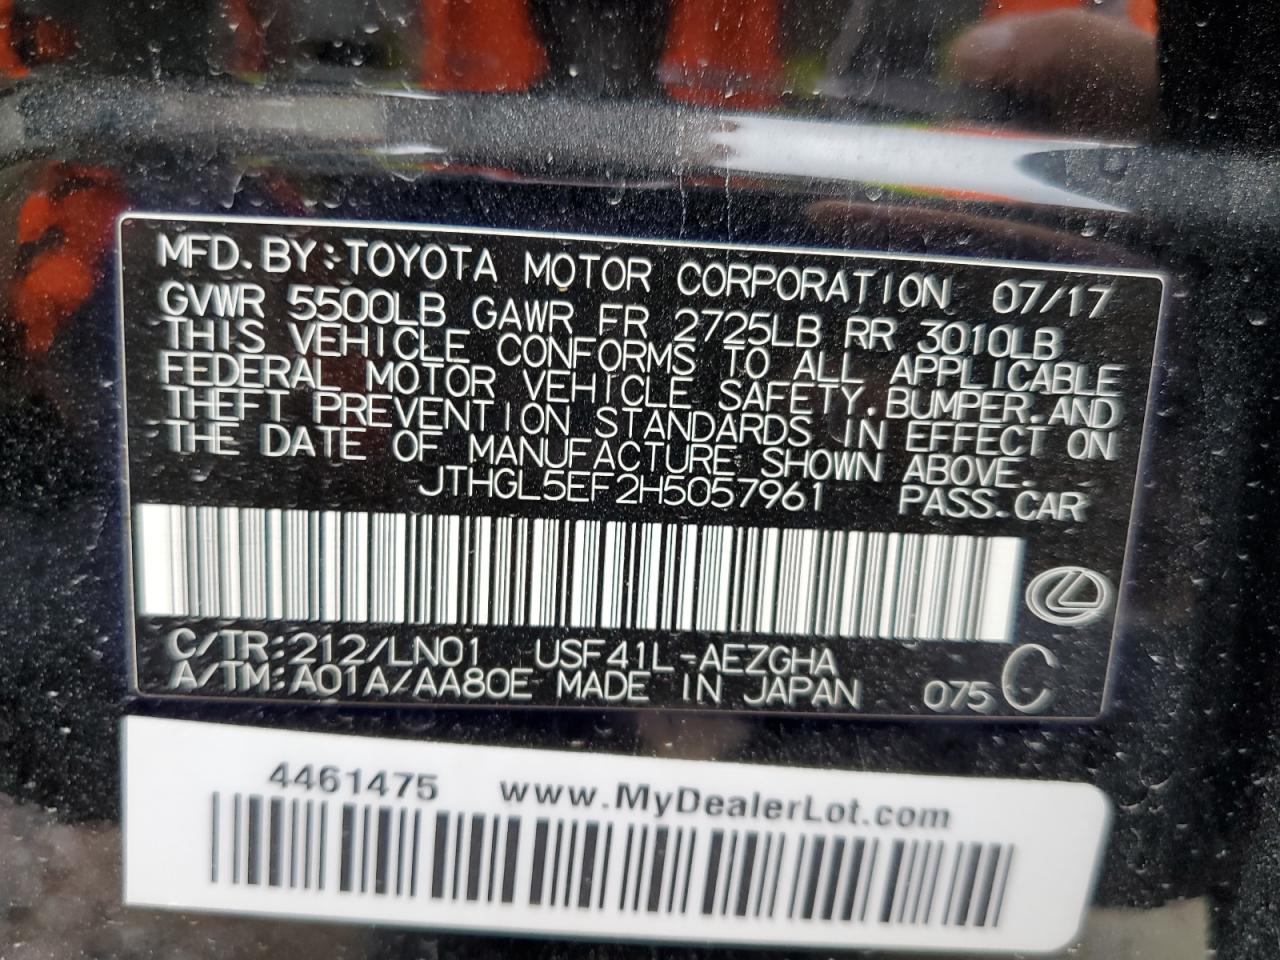 MFD. BY: TOYOTA MOTOR CORPORATION 07/17
GVWR 5500LB GAWR FR 2725LB RR 3010LB
THIS VEHICLE CONFORMS TO ALL APPLICABLE
FEDERAL MOTOR VEHICLE SAFETY, BUMPER, AND
THEFT PREVENTION STANDARDS IN EFFECT ON
THE DATE OF MANUFACTURE SHOWN ABOVE.
JTHGL5EF2H5057961 PASS. CAR
C/TR: 212/LN01 USF41L-AEZGHA
A/TM: A01A/AA80E MADE IN JAPAN 075 C
4461475 www.MyDealerLot.com